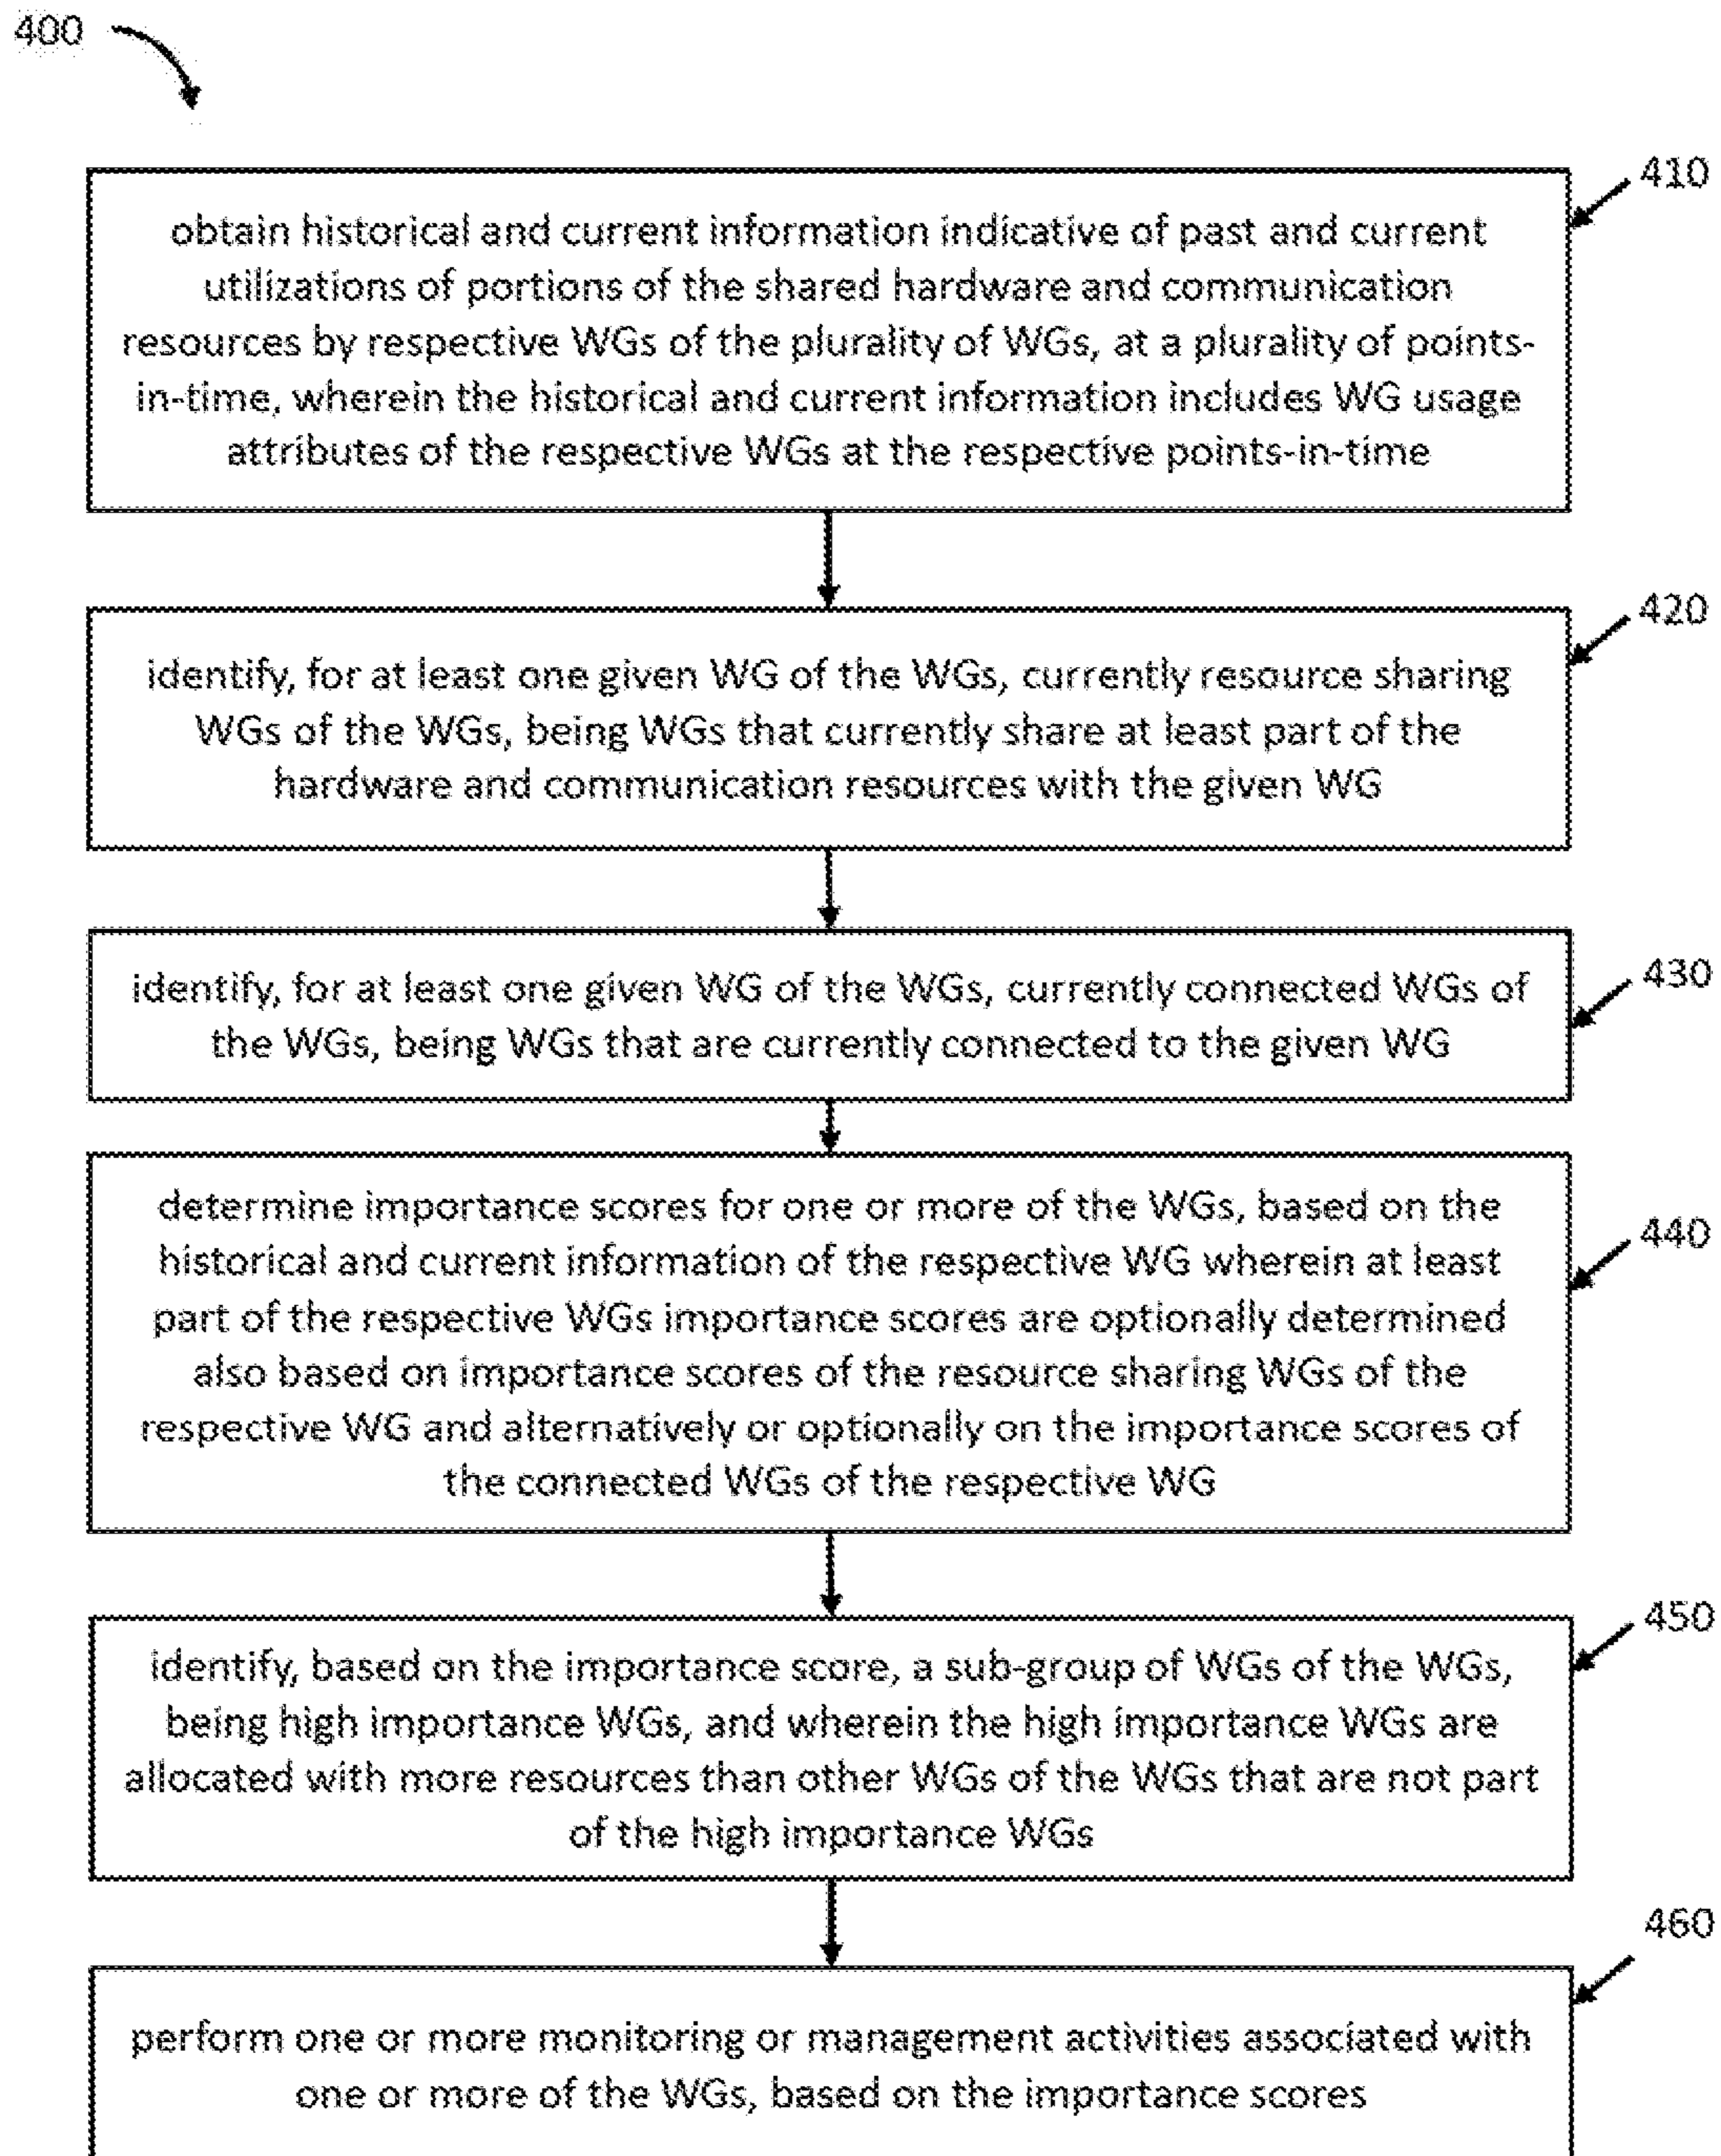 400
410
obtain historical and current information indicative of past and current
utilizations of portions of the shared hardware and communication
resources by respective WGs of the plurality of WGs, at a plurality of points-
in-time, wherein the historical and current information includes WG usage
attributes of the respective WGs at the respective points-in-time
420
identify, for at least one given WG of the WGs, currently resource sharing
WGs of the WGs, being WGs that currently share at least part of the
hardware and communication resources with the given WG
430
identify, for at least one given WG of the WGs, currently connected WGs of
the WGs, being WGs that are currently connected to the given WG
440
determine importance scores for one or more of the WGs, based on the
historical and current information of the respective WG wherein at least
part of the respective WGs importance scores are optionally determined
also based on importance scores of the resource sharing WGs of the
respective WG and alternatively or optionally on the importance scores of
the connected WGs of the respective WG
450
identify, based on the importance score, a sub-group of WGs of the WGs,
being high importance WGs, and wherein the high importance WGs are
allocated with more resources than other WGs of the WGs that are not part
of the high importance WGs
460
perform one or more monitoring or management activities associated with
one or more of the WGs, based on the importance scores